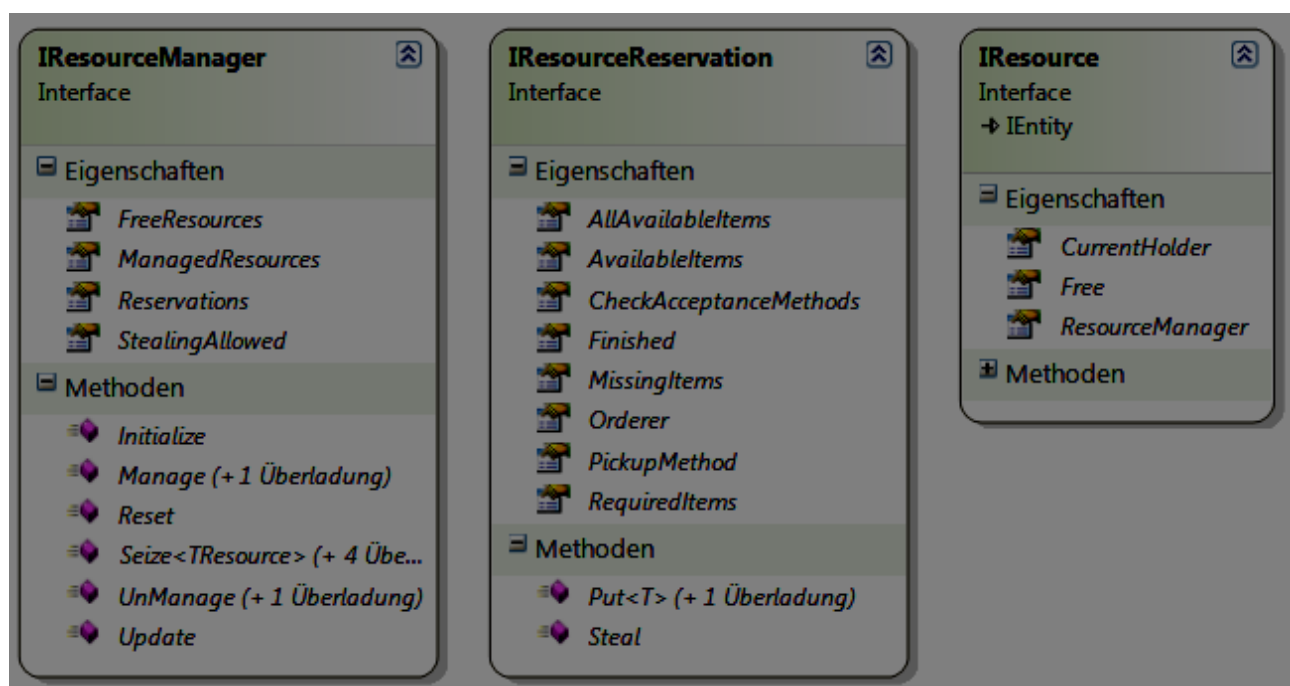 IResourceManager
Interface
Eigenschaften
FreeResources
ManagedResources
Reservations
StealingAllowed
Methoden
Initialize
Manage (+ 1 Überladung)
Reset
Seize<TResource> (+ 4 Übe...
UnManage (+ 1 Überladung)
Update
IResourceReservation
Interface
Eigenschaften
AllAvailableItems
AvailableItems
CheckAcceptanceMethods
Finished
MissingItems
Orderer
PickupMethod
RequiredItems
Methoden
Put<T> (+ 1 Überladung)
Steal
IResource
Interface
IEntity
Eigenschaften
CurrentHolder
Free
ResourceManager
Methoden